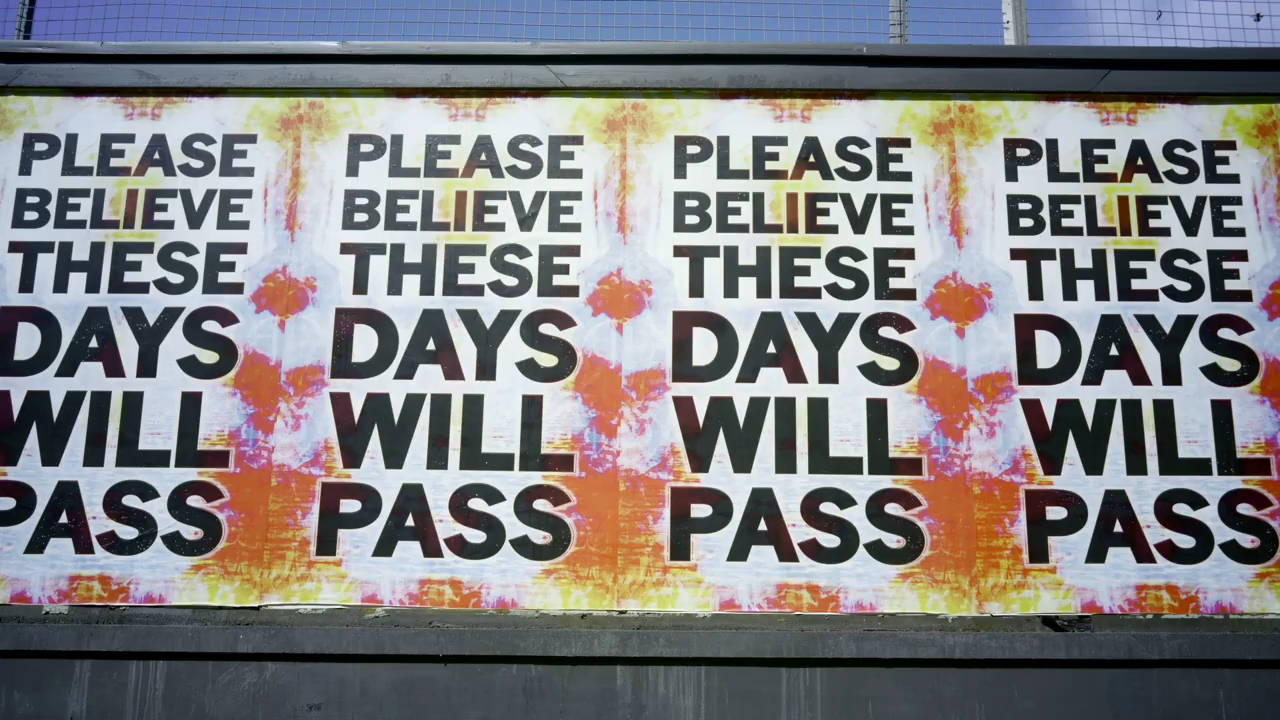 PLEASE PLEASE PLEASE PLEASE
BELIEVE BELIEVE BELIEVE BELIEVE
THESE THESE THESE THESE
DAYS DAYS DAYS DAYS
WILL WILL WILL WILL
PASS PASS PASS PASS